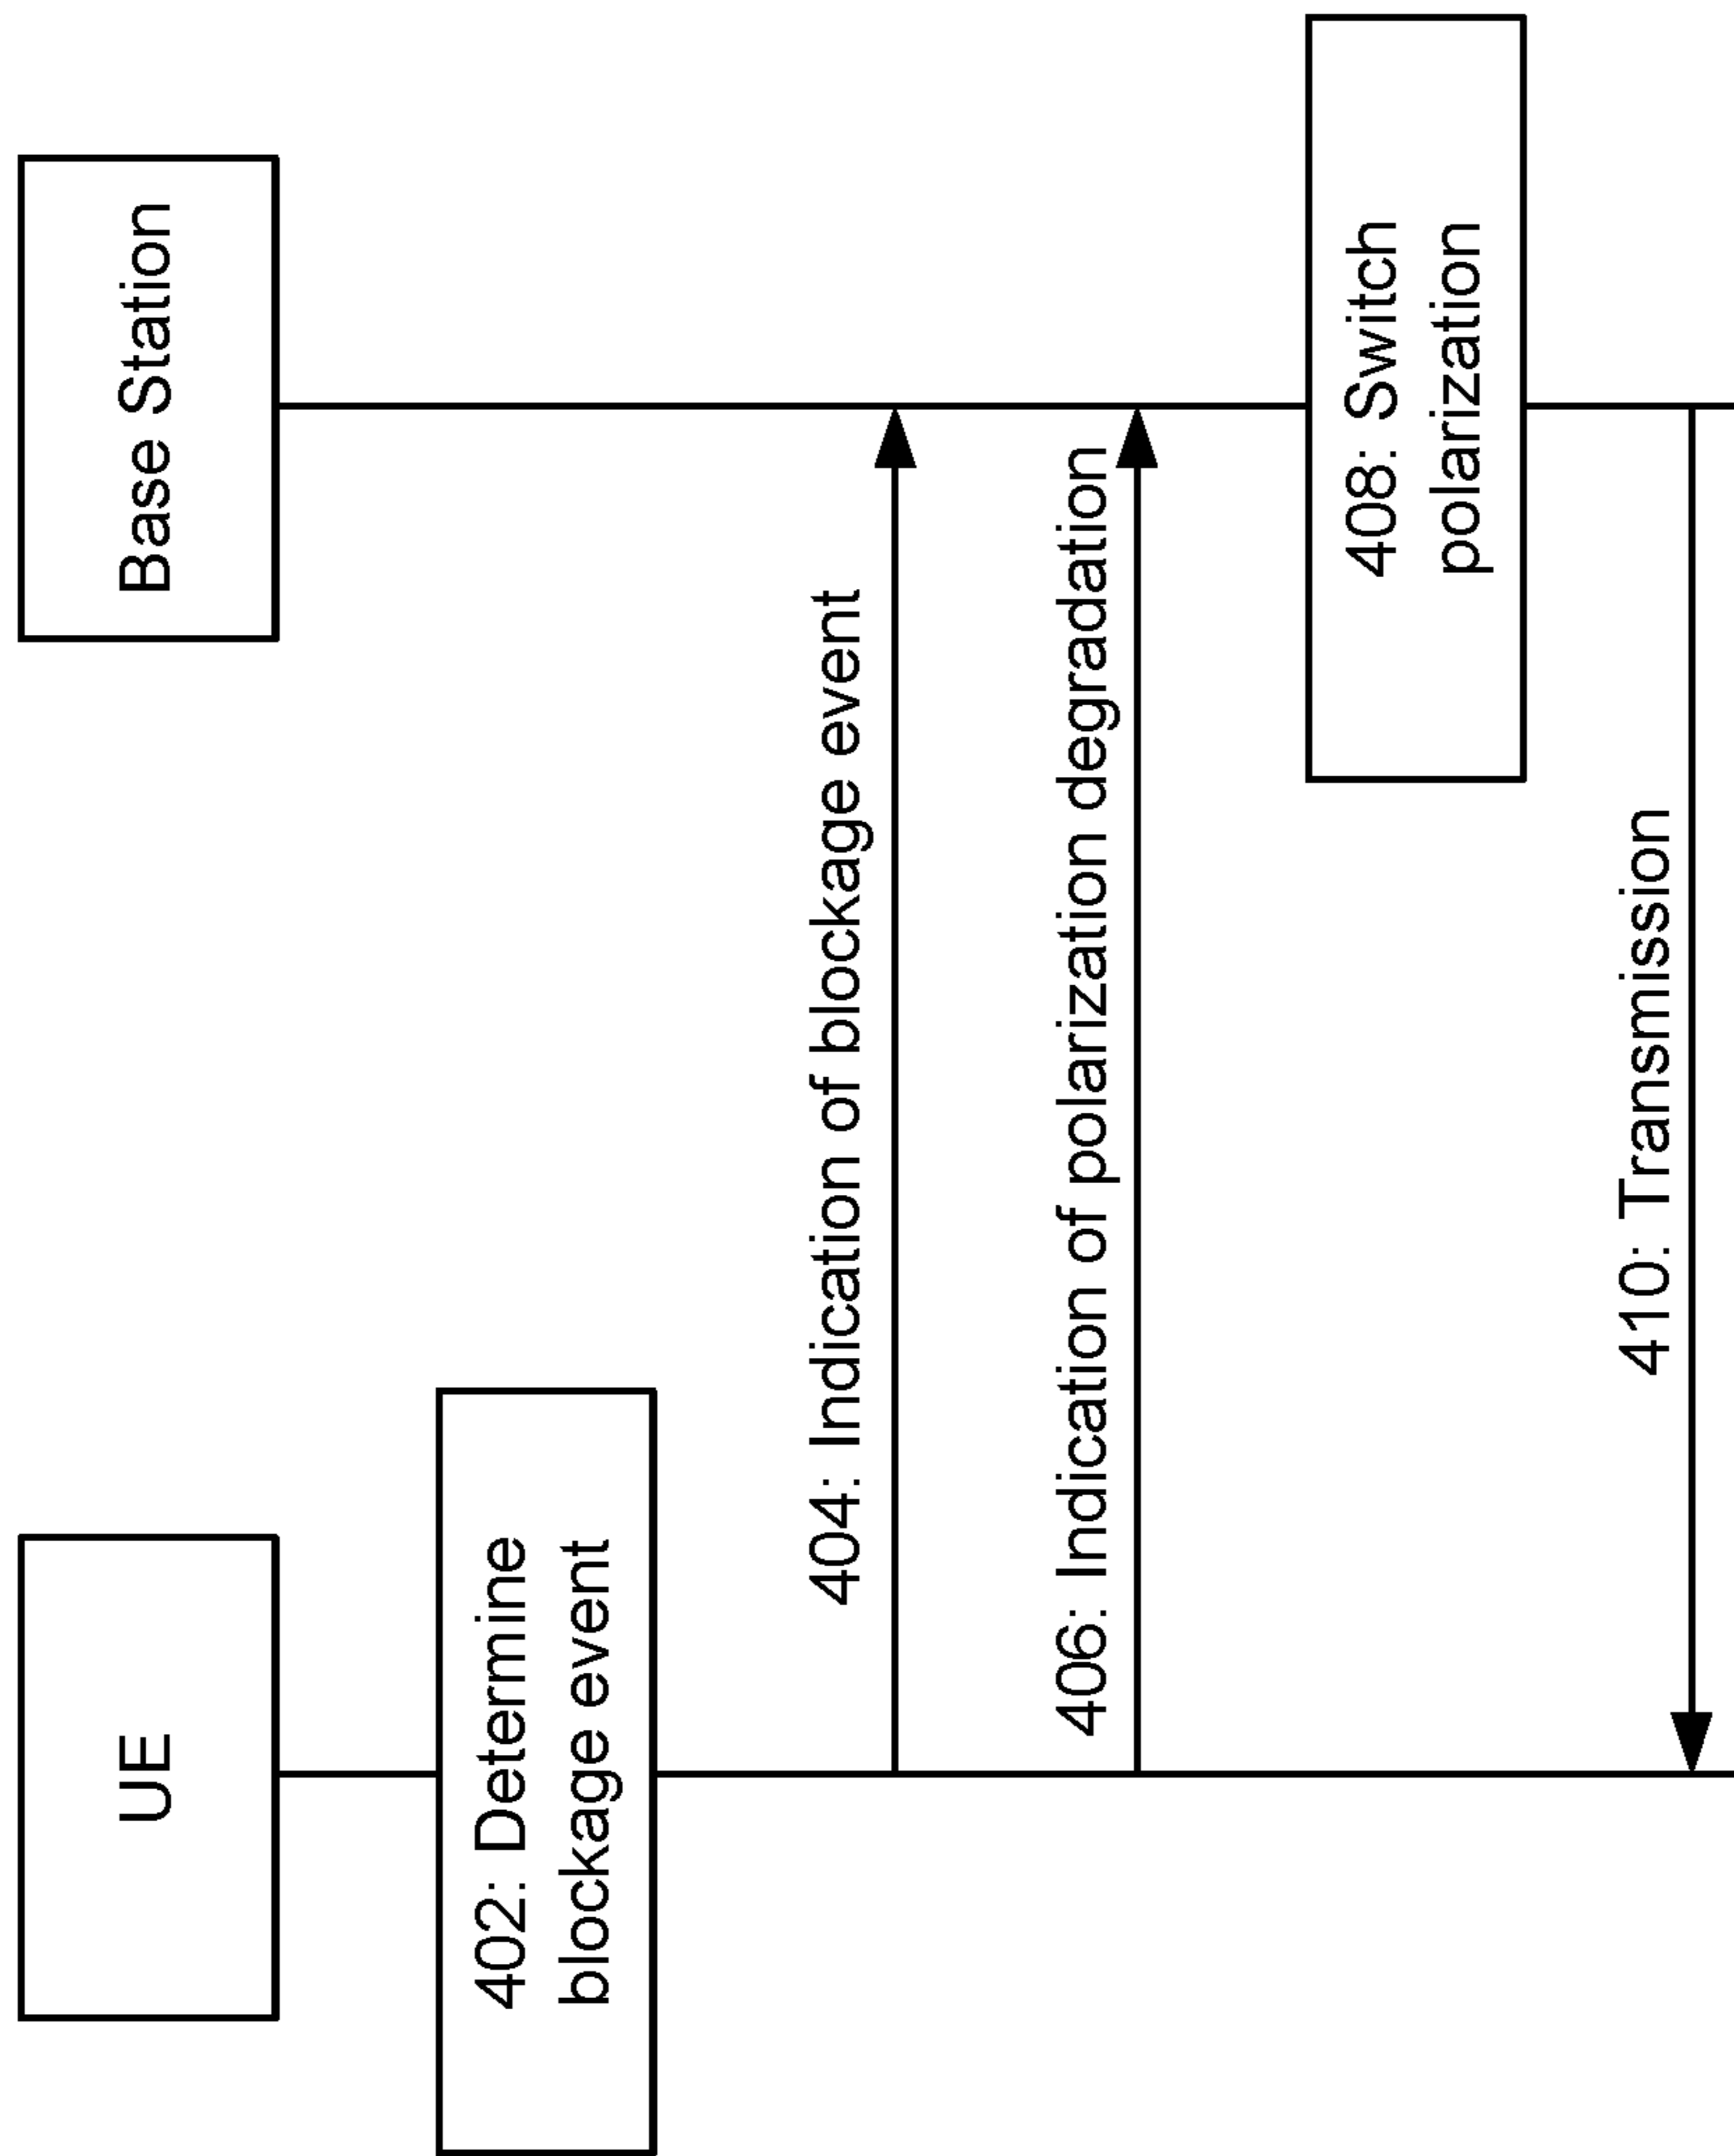 UE
Base Station
402: Determine
blockage event
404: Indication of blockage event
406: Indication of polarization degradation
408: Switch
polarization
410: Transmission